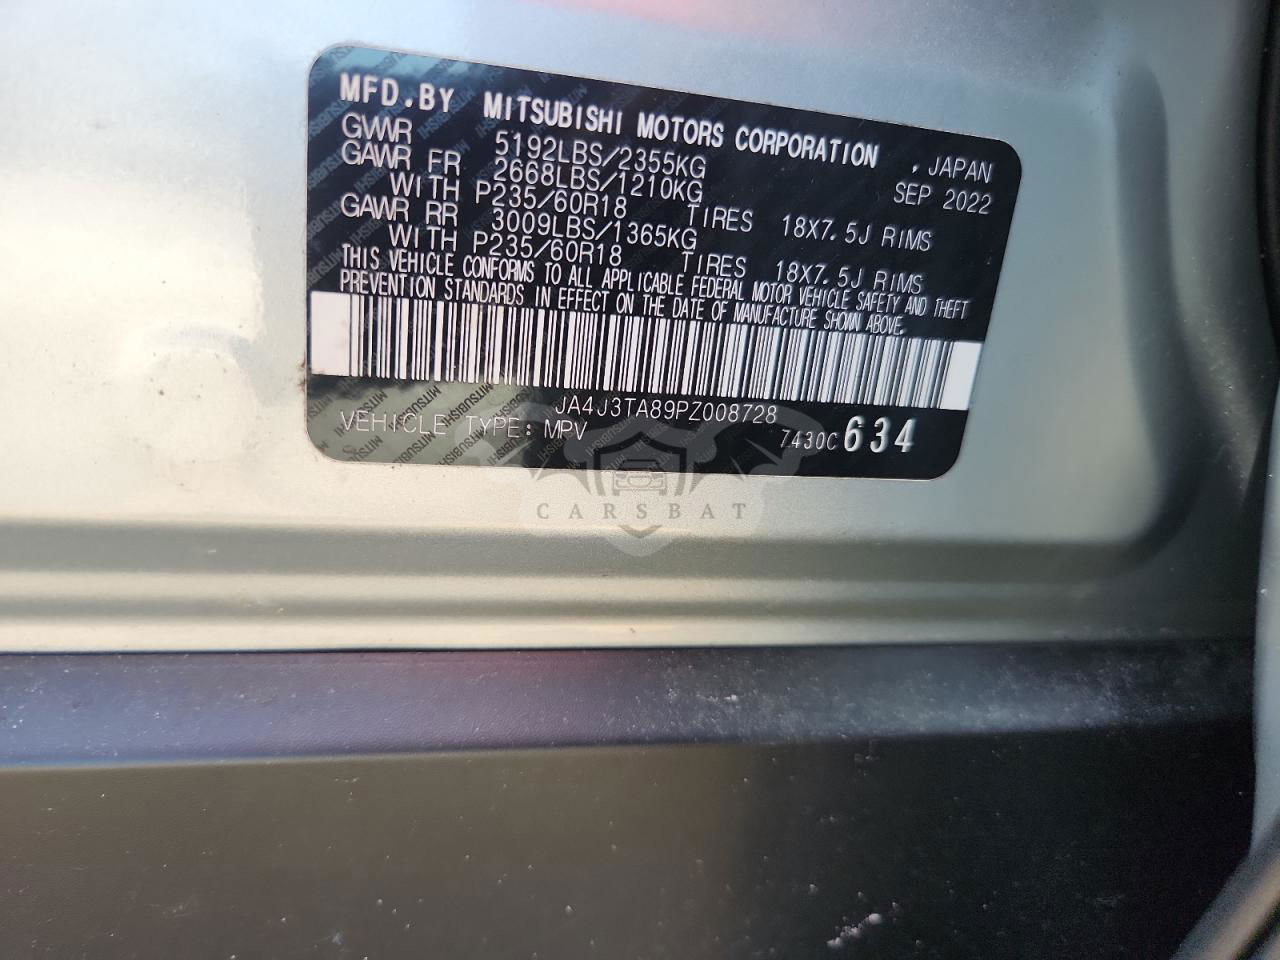 MFD.BY MITSUBISHI MOTORS CORPORATION , JAPAN
GVWR 5192LBS/2355KG SEP 2022
GAWR FR 2668LBS/1210KG
WITH P235/60R18 TIRES 18X7.5J RIMS
GAWR RR 3009LBS/1365KG
WITH P235/60R18 TIRES 18X7.5J RIMS
THIS VEHICLE CONFORMS TO ALL APPLICABLE FEDERAL MOTOR VEHICLE SAFETY AND THEFT
PREVENTION STANDARDS IN EFFECT ON THE DATE OF MANUFACTURE SHOWN ABOVE.
JA4J3TA89PZ008728
VEHICLE TYPE: MPV 7430C 634
CARSBAT